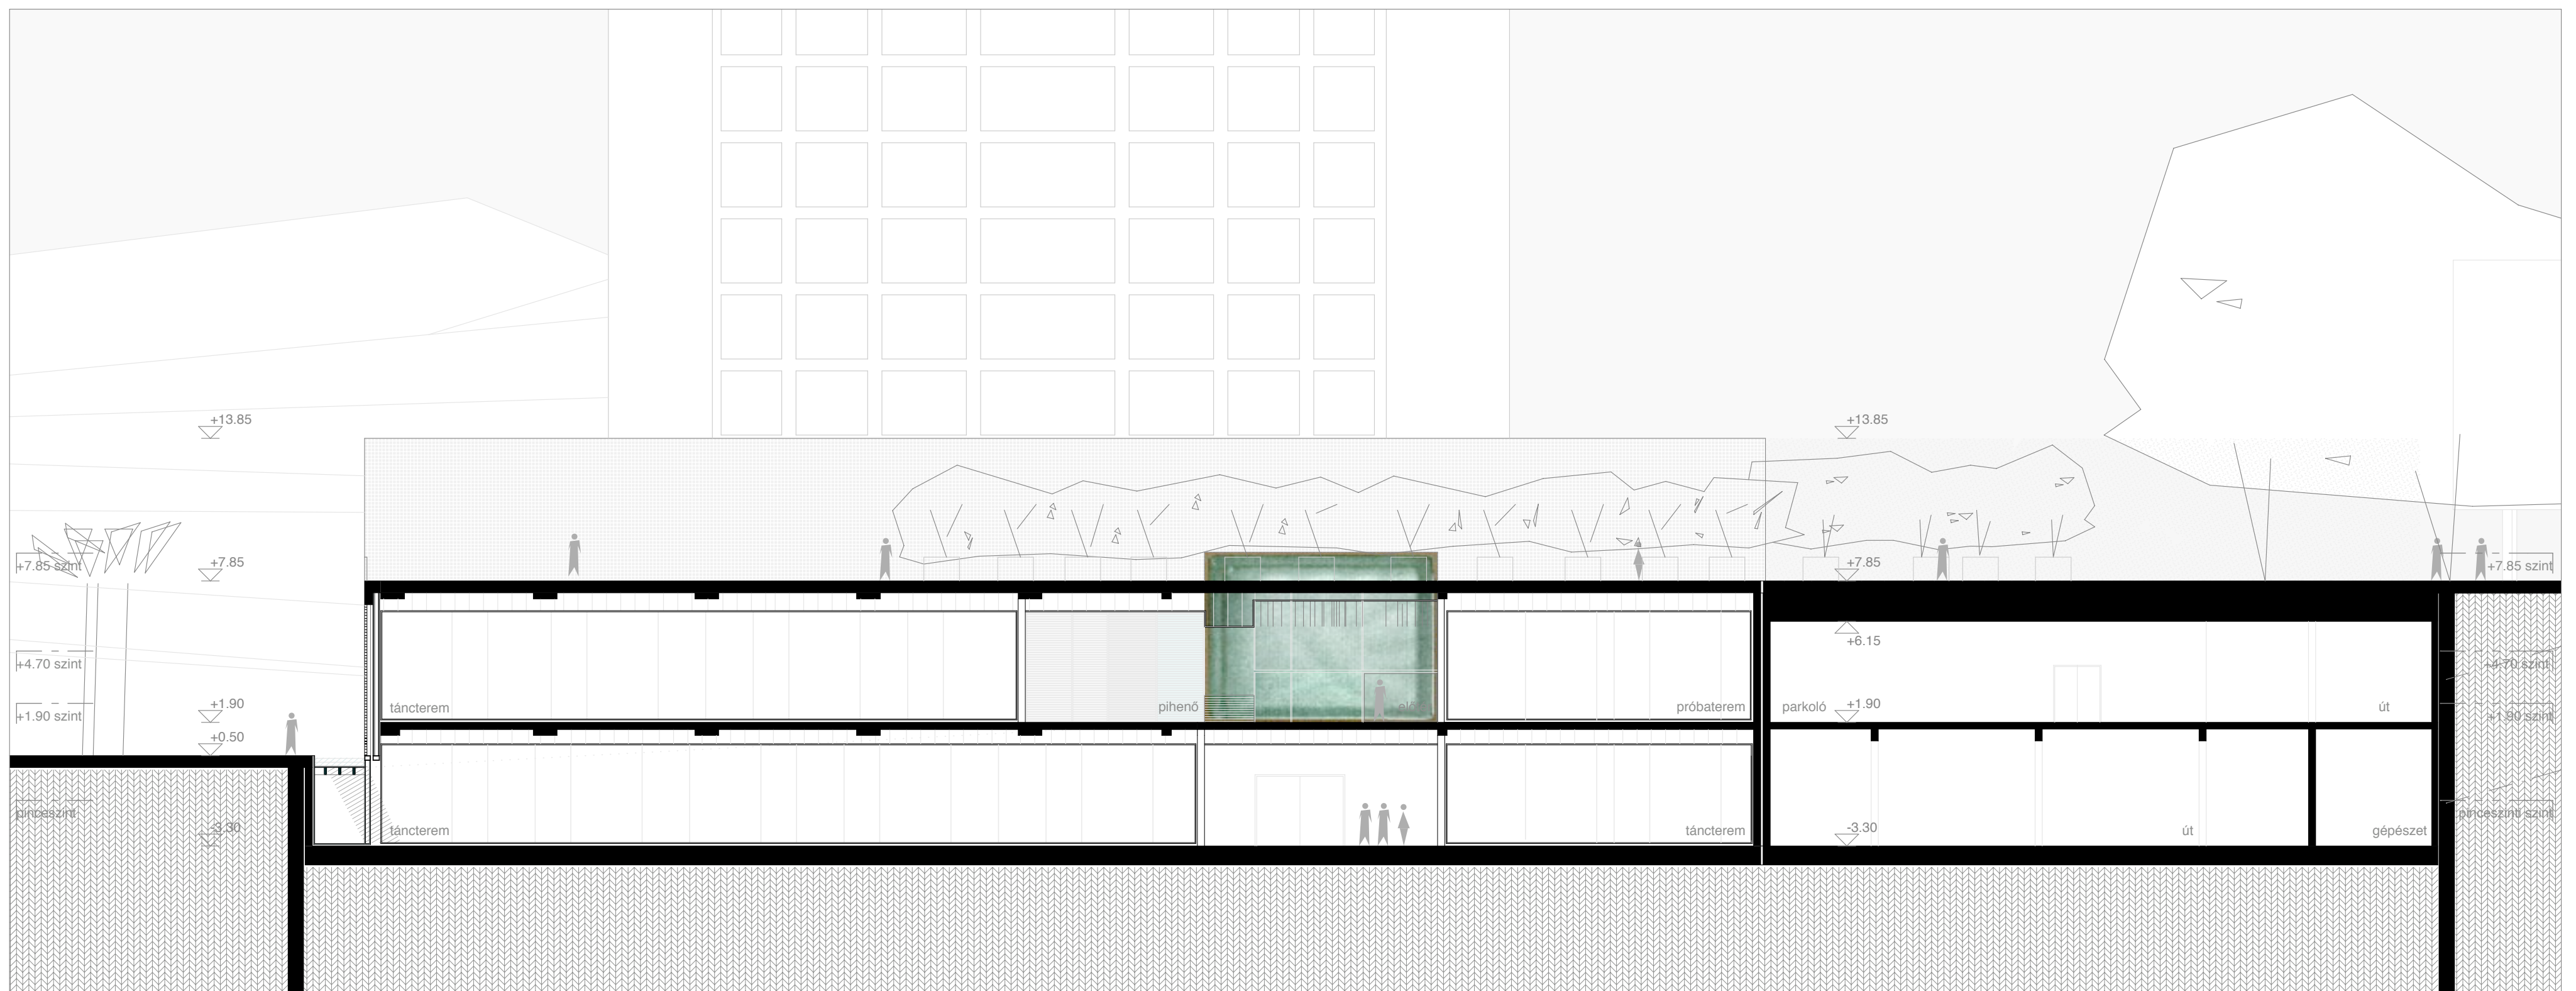 +13.85
+13.85
+7.85 szint
+7.85
+7.85
+7.85 szint
+6.15
+4.70 szint
+4.70 szint
+1.90 szint
+1.90
táncterem
pihenő
próbaterem
parkoló
+1.90
út
+1.90 szint
+0.50
pinceszint
-3.30
táncterem
táncterem
-3.30
út
gépészet
pinceszinti szint